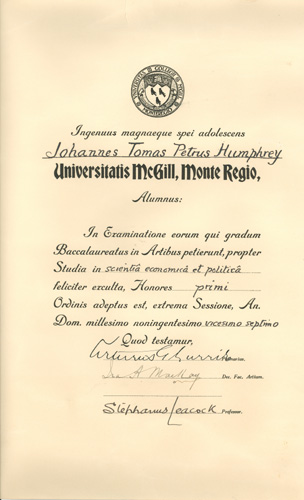 Ingenuus magnaeque spei adolescens
Johannes Tomas Petrus Humphrey
Universitatis McGill, Monte Regio,
Alumnus:
In Examinatione eorum qui gradum
Baccalaureatus in Artibus petierunt, propter
Studia in scientiâ economicâ et politicâ
feliciter exculta, Honores primi
Ordinis adeptus est, extrema Sessione, An.
Dom. millesimo noningentesimo vicesimo septimo
Quod testamur,
Dec. Fac. Artium.
Stephanus Leacock Professor.